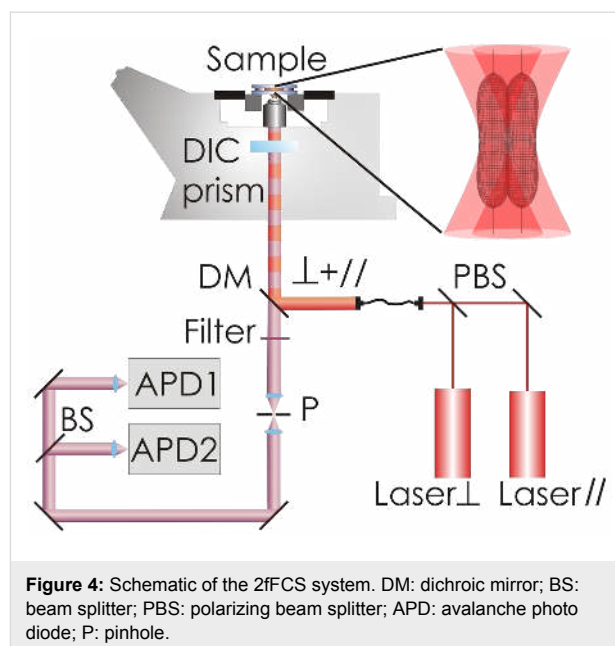 Sample
DIC
prism
DM
⊥+//
PBS
Filter
APD1
BS
P
APD2
Laser⊥ Laser//
Figure 4: Schematic of the 2fFCS system. DM: dichroic mirror; BS:
beam splitter; PBS: polarizing beam splitter; APD: avalanche photo
diode; P: pinhole.